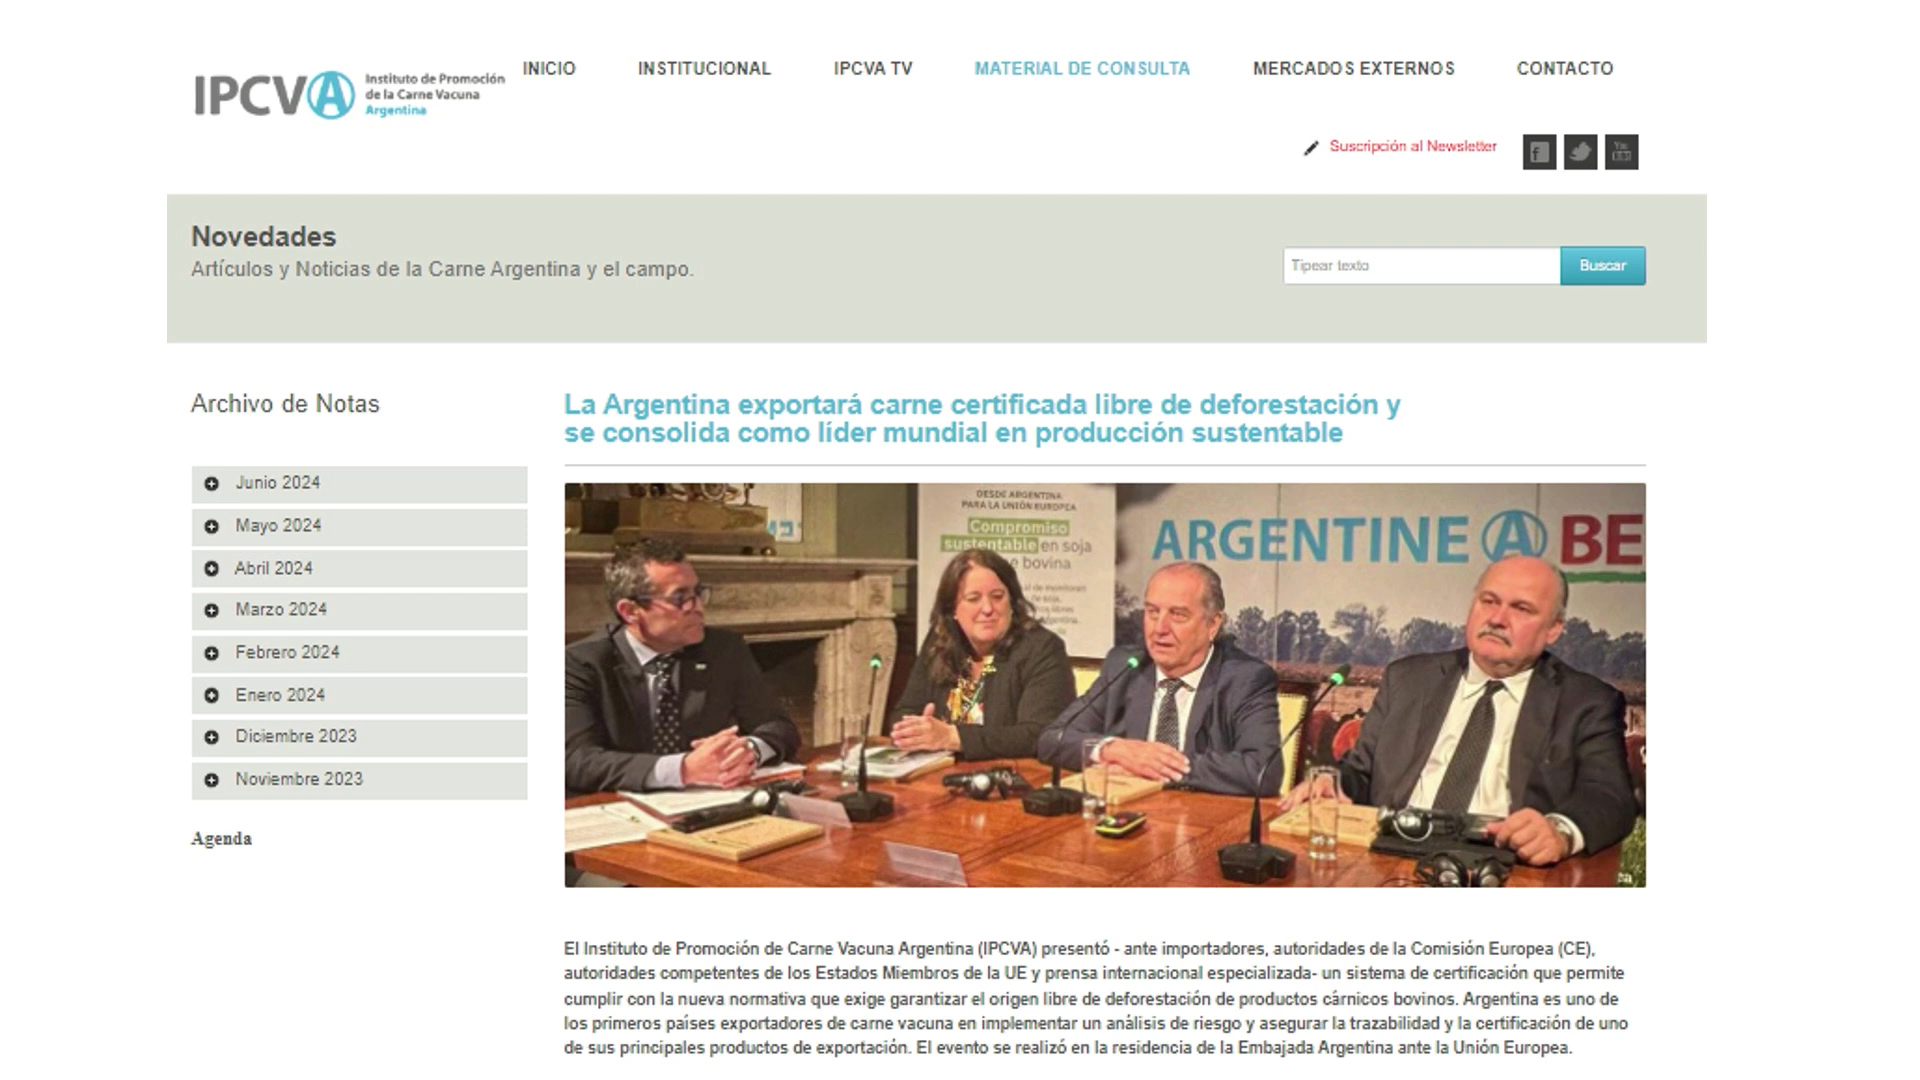 IPCVA
Instituto de Promoción
de la Carne Vacuna
Argentina
INICIO
INSTITUCIONAL
IPCVA TV
MATERIAL DE CONSULTA
MERCADOS EXTERNOS
CONTACTO
Suscripción al Newsletter
Novedades
Artículos y Noticias de la Carne Argentina y el campo.
Tipear texto
Buscar
Archivo de Notas
Junio 2024
Mayo 2024
Abril 2024
Marzo 2024
Febrero 2024
Enero 2024
Diciembre 2023
Noviembre 2023
Agenda
La Argentina exportará carne certificada libre de deforestación y
se consolida como líder mundial en producción sustentable
DESDE ARGENTINA
PARA LA UNIÓN EUROPEA
Compromiso
sustentable en soja
bovina
ARGENTINE A BE
El Instituto de Promoción de Carne Vacuna Argentina (IPCVA) presentó - ante importadores, autoridades de la Comisión Europea (CE),
autoridades competentes de los Estados Miembros de la UE y prensa internacional especializada- un sistema de certificación que permite
cumplir con la nueva normativa que exige garantizar el origen libre de deforestación de productos cárnicos bovinos. Argentina es uno de
los primeros países exportadores de carne vacuna en implementar un análisis de riesgo y asegurar la trazabilidad y la certificación de uno
de sus principales productos de exportación. El evento se realizó en la residencia de la Embajada Argentina ante la Unión Europea.